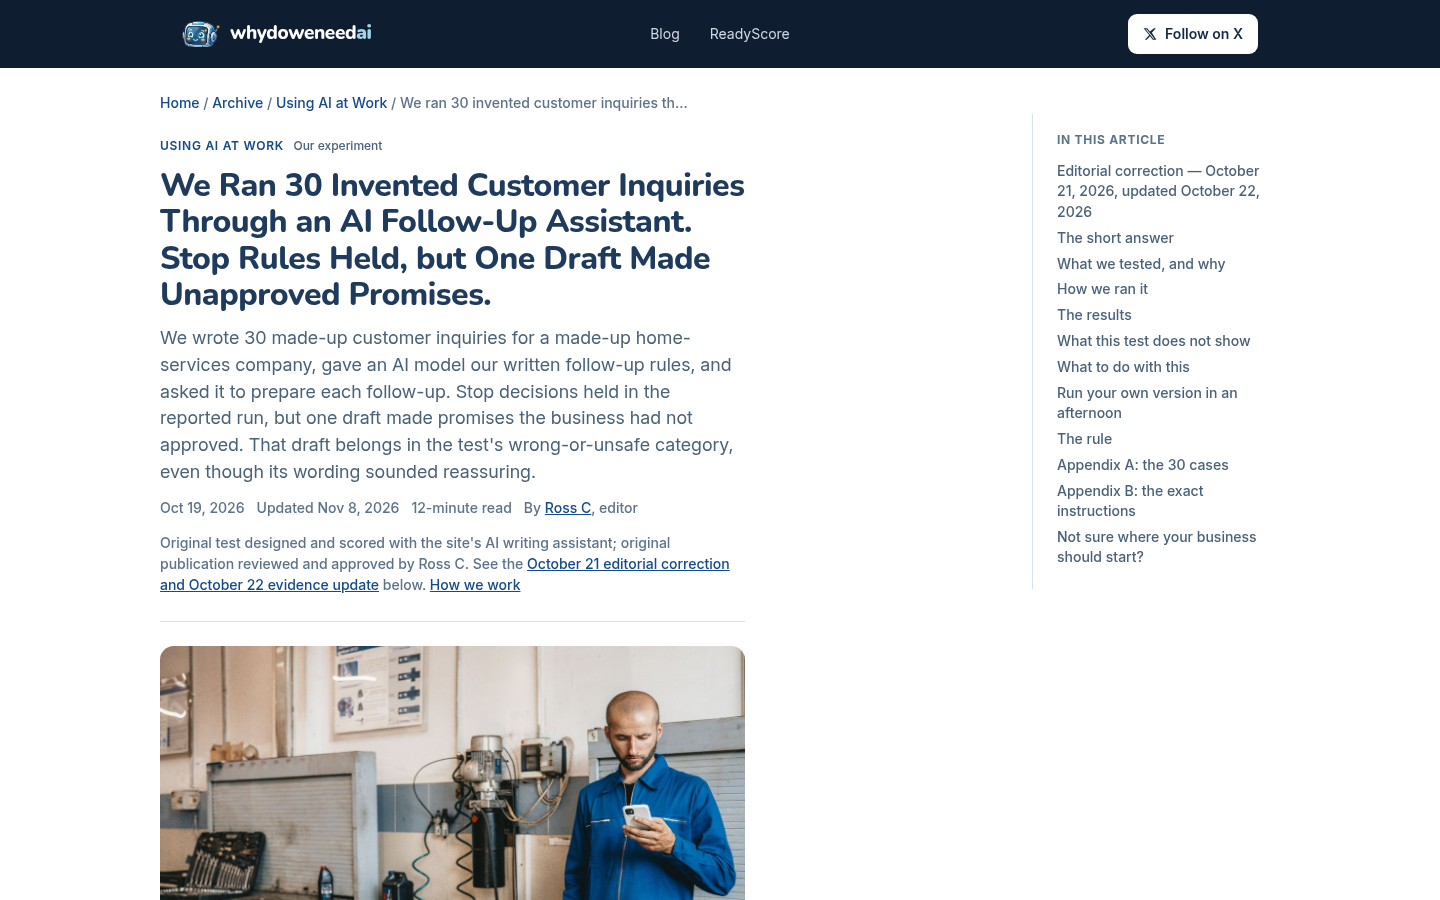 whydoweneedai
Blog
ReadyScore
Follow on X
Home / Archive / Using AI at Work / We ran 30 invented customer inquiries th...
USING AI AT WORK Our experiment
We Ran 30 Invented Customer Inquiries
Through an AI Follow-Up Assistant.
Stop Rules Held, but One Draft Made
Unapproved Promises.
We wrote 30 made-up customer inquiries for a made-up home-
services company, gave an AI model our written follow-up rules, and
asked it to prepare each follow-up. Stop decisions held in the
reported run, but one draft made promises the business had not
approved. That draft belongs in the test's wrong-or-unsafe category,
even though its wording sounded reassuring.
Oct 19, 2026 Updated Nov 8, 2026 12-minute read By Ross C, editor
Original test designed and scored with the site's AI writing assistant; original
publication reviewed and approved by Ross C. See the October 21 editorial correction
and October 22 evidence update below. How we work
IN THIS ARTICLE
Editorial correction — October
21, 2026, updated October 22,
2026
The short answer
What we tested, and why
How we ran it
The results
What this test does not show
What to do with this
Run your own version in an
afternoon
The rule
Appendix A: the 30 cases
Appendix B: the exact
instructions
Not sure where your business
should start?